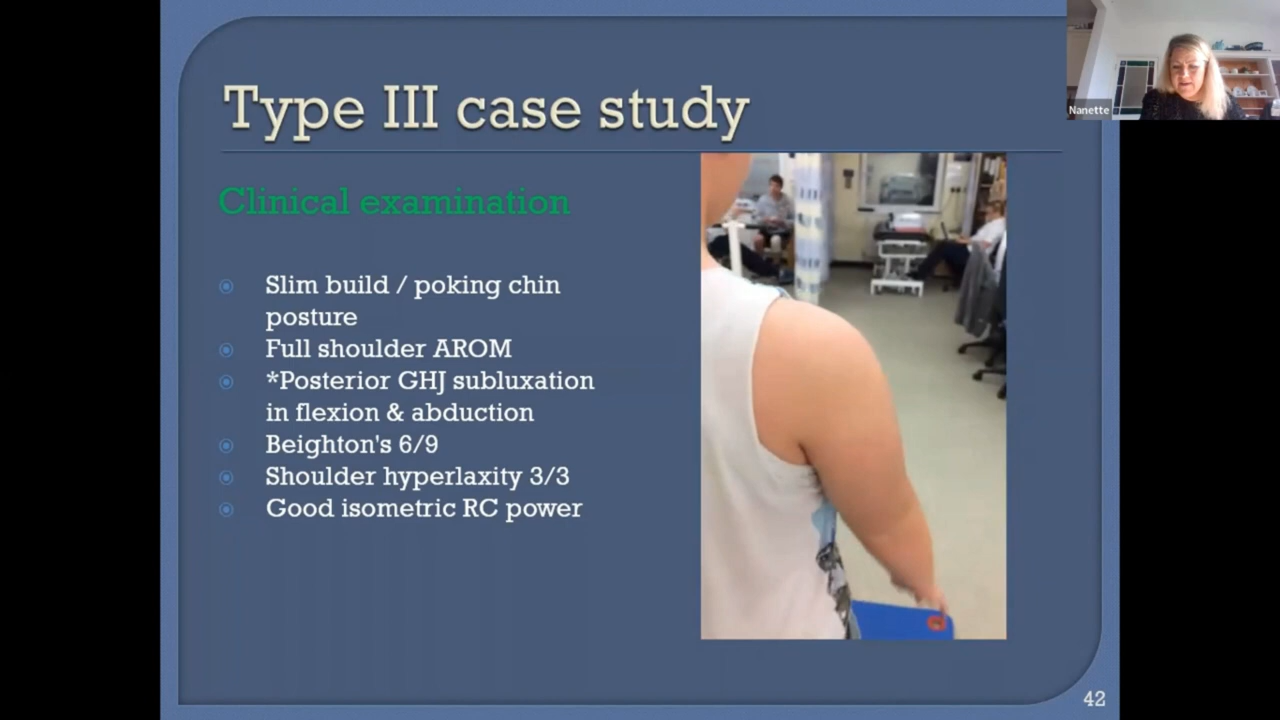 Type III case study
Clinical examination
Slim build / poking chin
posture
Full shoulder AROM
*Posterior GHJ subluxation
in flexion & abduction
Beighton's 6/9
Shoulder hyperlaxity 3/3
Good isometric RC power
Nanette
42